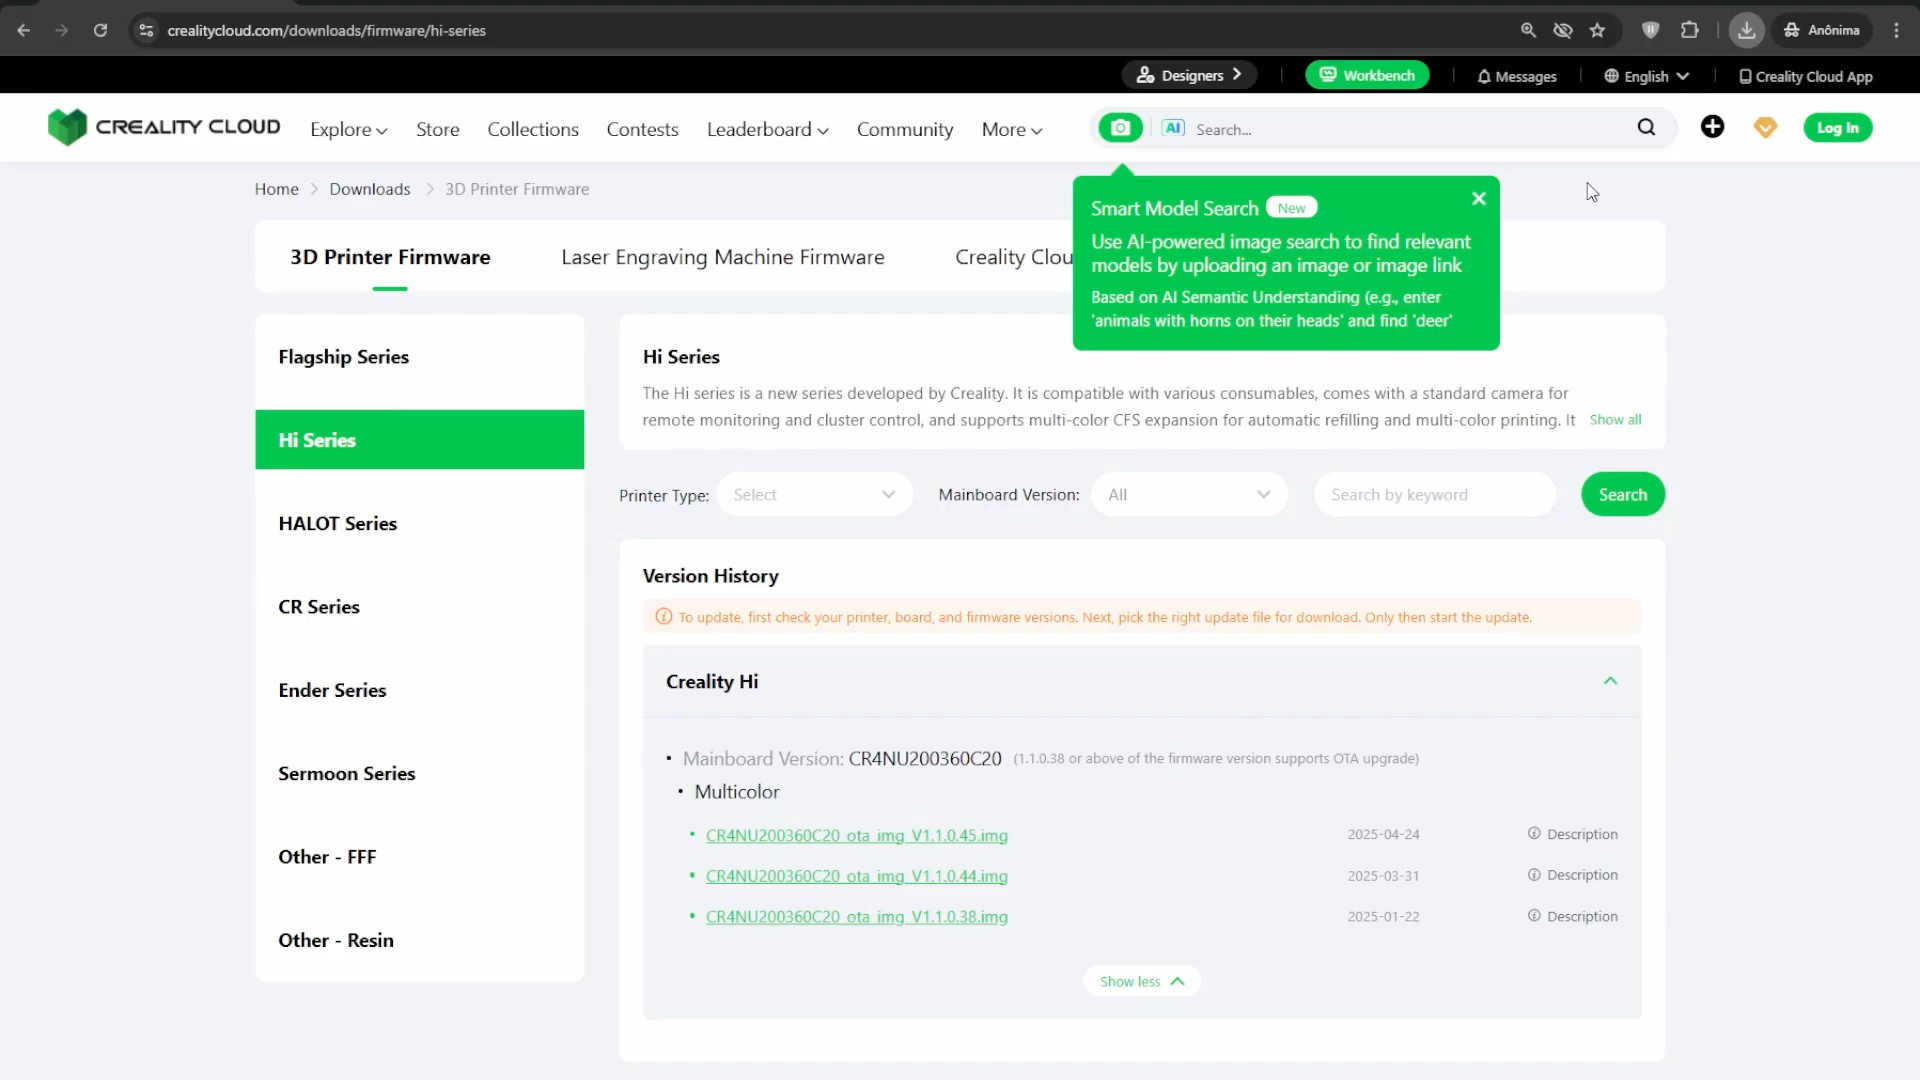 crealitycloud.com/downloads/firmware/hi-series
Anônima
Designers
Workbench
Messages
English
Creality Cloud App
CREALITY CLOUD
Explore
Store
Collections
Contests
Leaderboard
Community
More
AI
Search...
Log In
Home
Downloads
3D Printer Firmware
Smart Model Search
New
Use AI-powered image search to find relevant
models by uploading an image or image link
Based on AI Semantic Understanding (e.g., enter
'animals with horns on their heads' and find 'deer'
3D Printer Firmware
Laser Engraving Machine Firmware
Creality Clou
Flagship Series
Hi Series
HALOT Series
CR Series
Ender Series
Sermoon Series
Other - FFF
Other - Resin
Hi Series
The Hi series is a new series developed by Creality. It is compatible with various consumables, comes with a standard camera for
remote monitoring and cluster control, and supports multi-color CFS expansion for automatic refilling and multi-color printing. It
Show all
Printer Type:
Select
Mainboard Version:
All
Search by keyword
Search
Version History
To update, first check your printer, board, and firmware versions. Next, pick the right update file for download. Only then start the update.
Creality Hi
• Mainboard Version: CR4NU200360C20 (1.1.0.38 or above of the firmware version supports OTA upgrade)
• Multicolor
• CR4NU200360C20_ota_img_V1.1.0.45.img 2025-04-24 Description
• CR4NU200360C20_ota_img_V1.1.0.44.img 2025-03-31 Description
• CR4NU200360C20_ota_img_V1.1.0.38.img 2025-01-22 Description
Show less